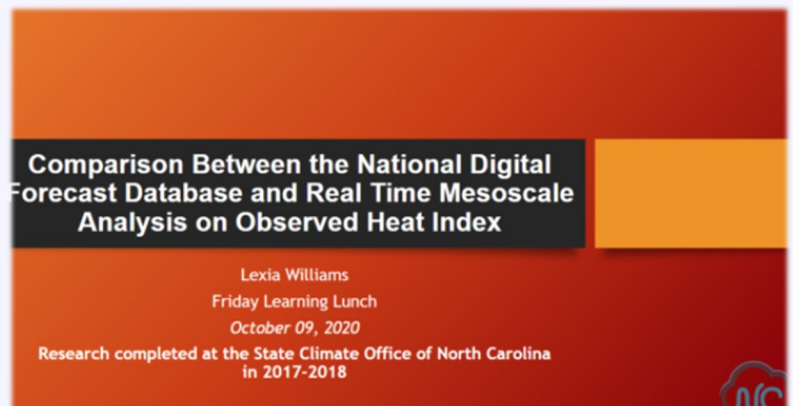 Comparison Between the National Digital
Forecast Database and Real Time Mesoscale
Analysis on Observed Heat Index
Lexia Williams
Friday Learning Lunch
October 09, 2020
Research completed at the State Climate Office of North Carolina
in 2017-2018
NC